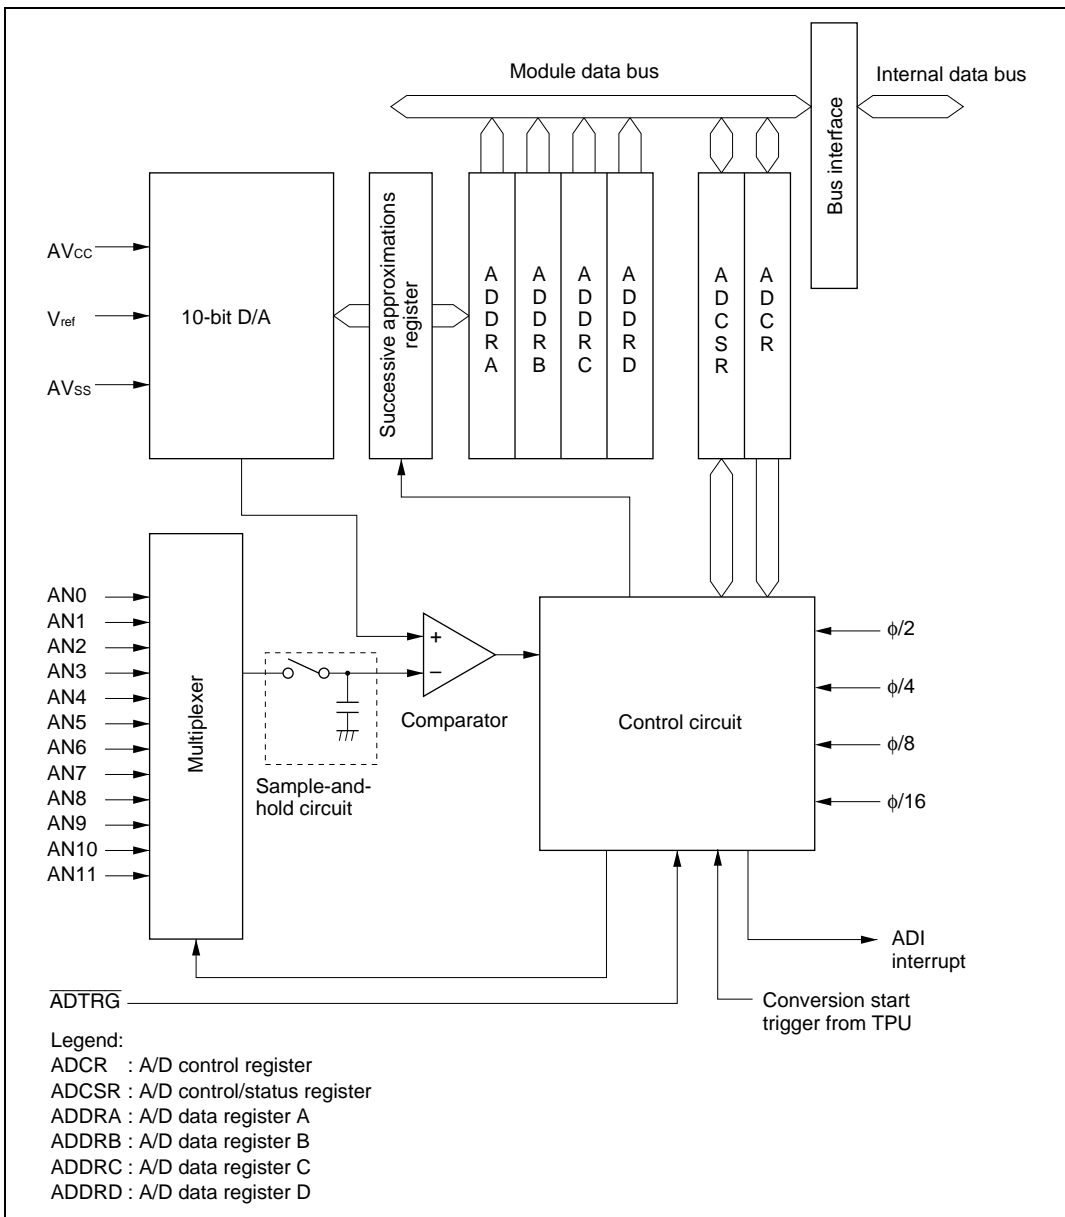 Module data bus
Internal data bus
Bus interface
AVCC
Vref
AVSS
10-bit D/A
Successive approximations
register
ADDRA
ADDRB
ADDRC
ADDRD
ADCSR
ADCR
AN0
AN1
AN2
AN3
AN4
AN5
AN6
AN7
AN8
AN9
AN10
AN11
Multiplexer
+
−
Comparator
Sample-and-
hold circuit
Control circuit
ϕ/2
ϕ/4
ϕ/8
ϕ/16
ADI
interrupt
ADTRG
Conversion start
trigger from TPU
Legend:
ADCR : A/D control register
ADCSR : A/D control/status register
ADDRA : A/D data register A
ADDRB : A/D data register B
ADDRC : A/D data register C
ADDRD : A/D data register D